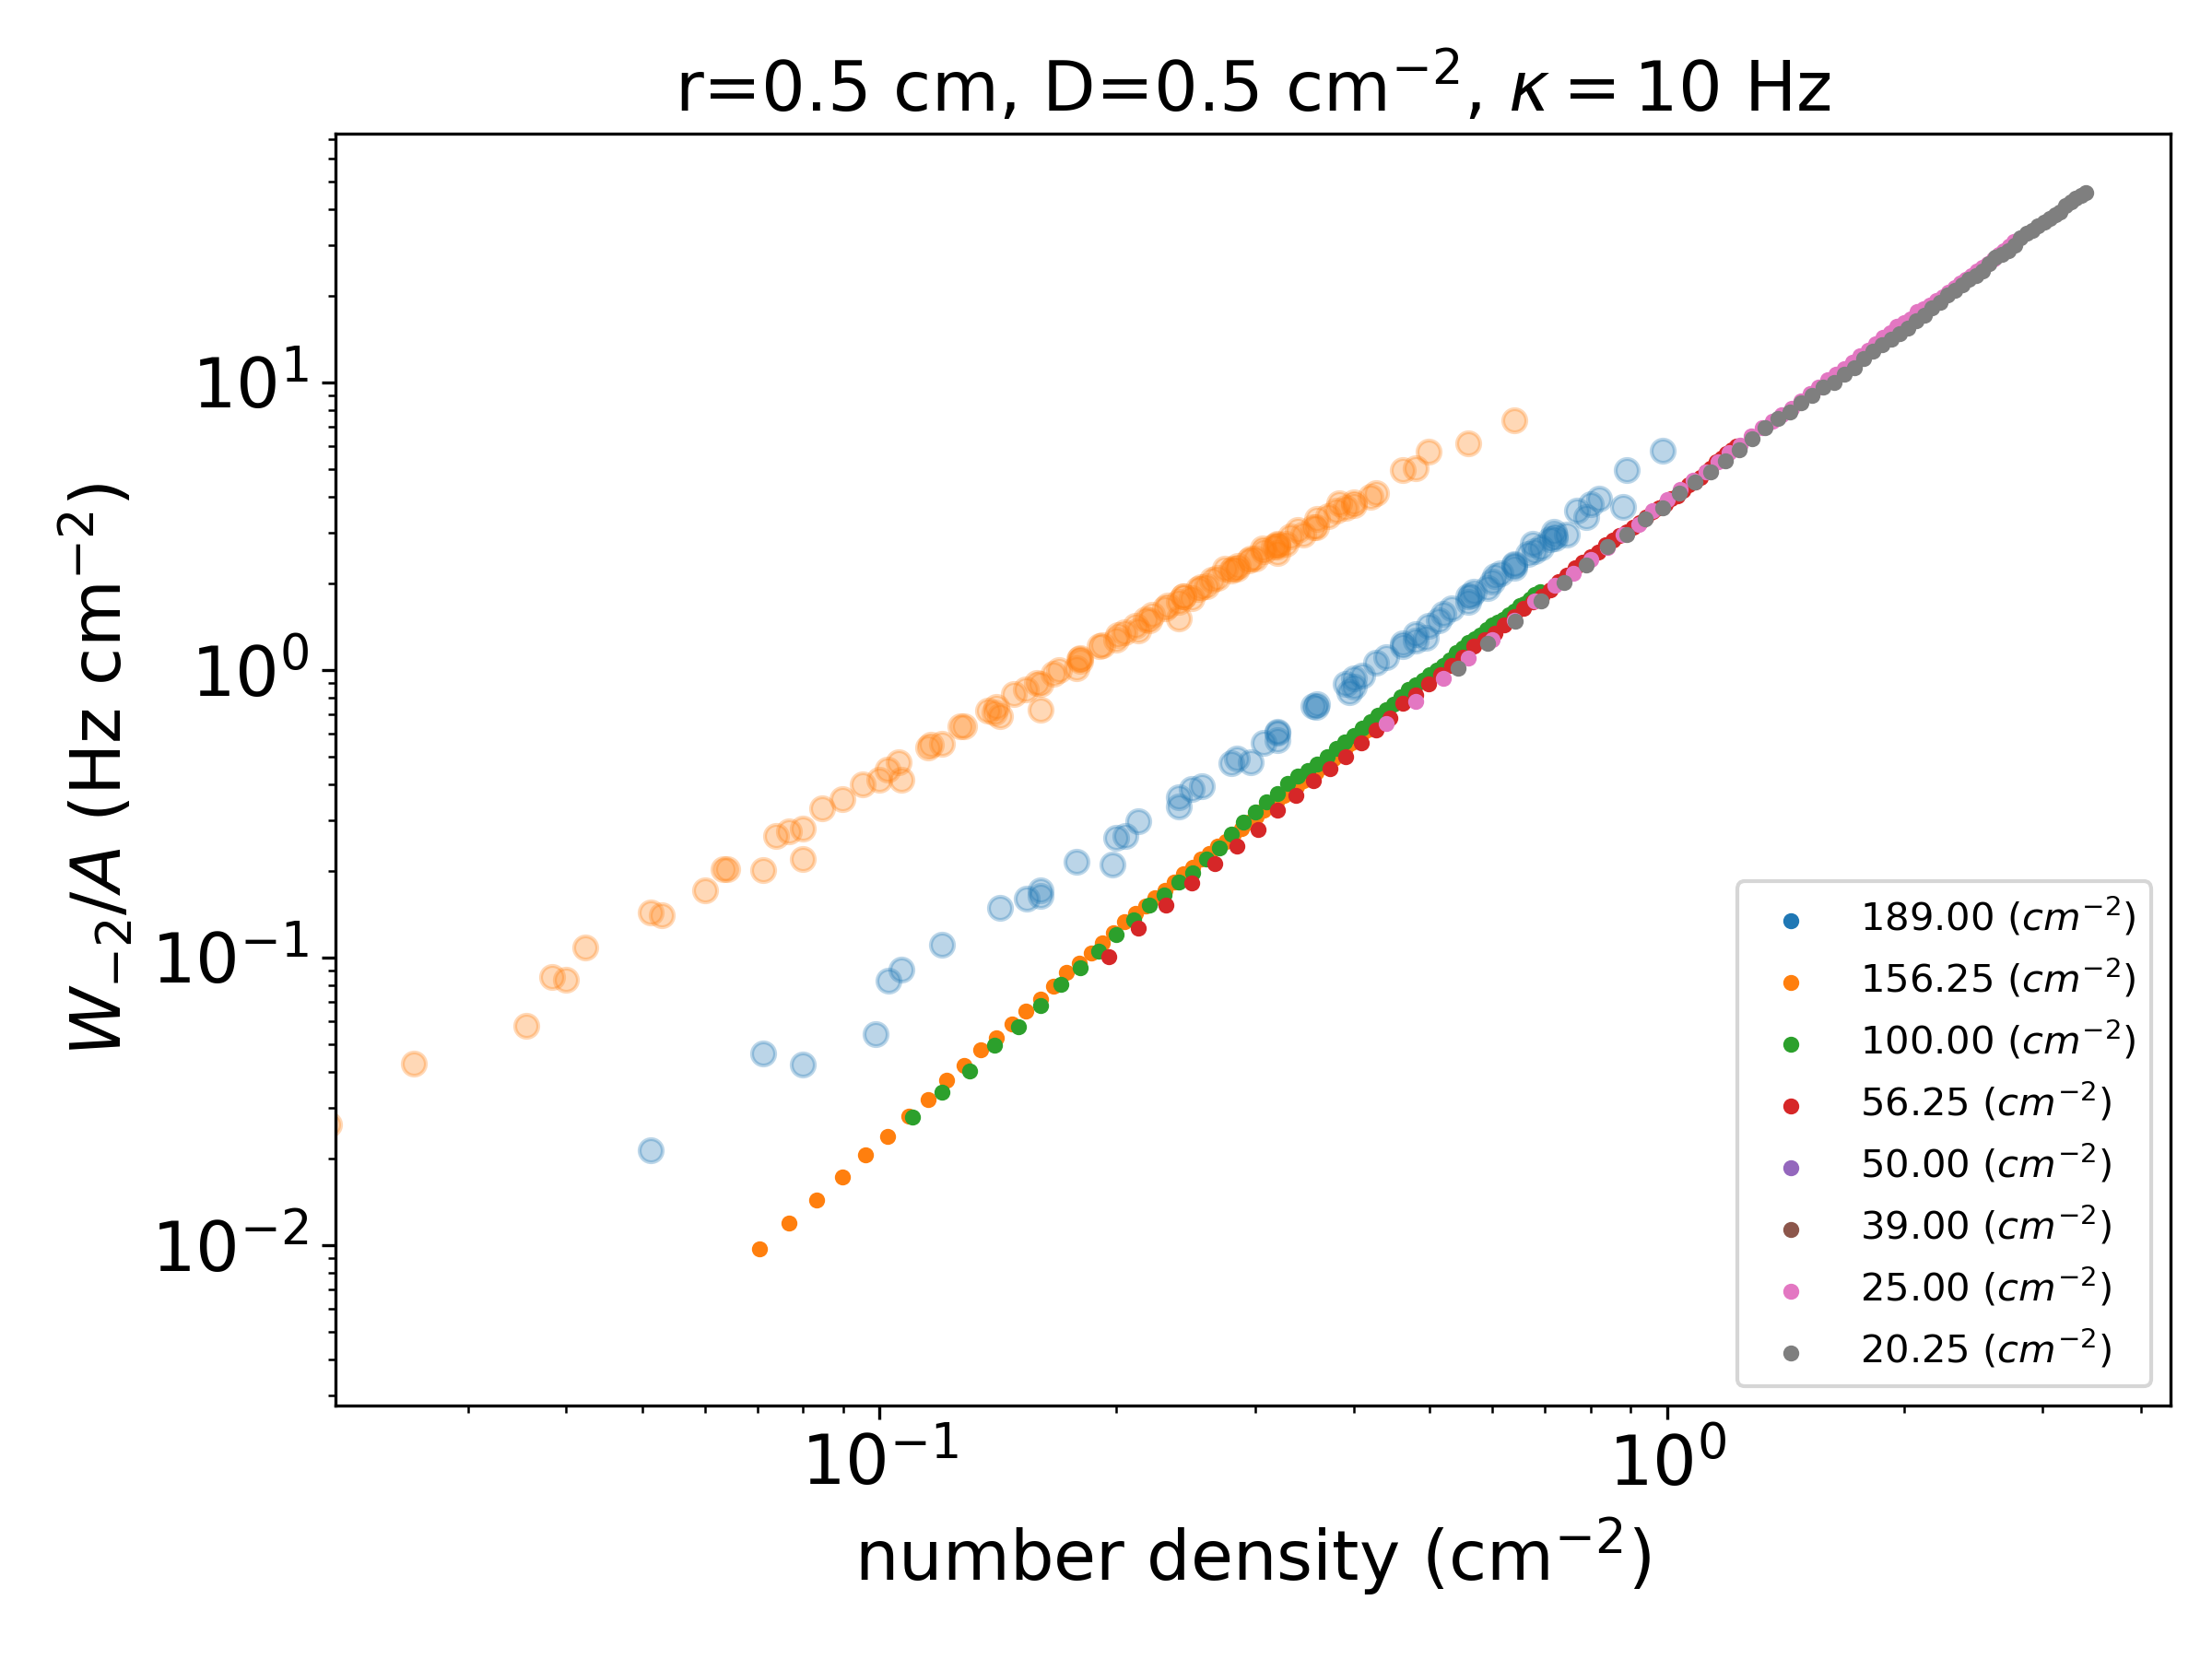 r=0.5 cm, D=0.5 cm⁻², κ = 10 Hz
W₋₂/A (Hz cm⁻²)
10¹
10⁰
10⁻¹
10⁻²
189.00 (cm⁻²)
156.25 (cm⁻²)
100.00 (cm⁻²)
56.25 (cm⁻²)
50.00 (cm⁻²)
39.00 (cm⁻²)
25.00 (cm⁻²)
20.25 (cm⁻²)
10⁻¹ 10⁰
number density (cm⁻²)